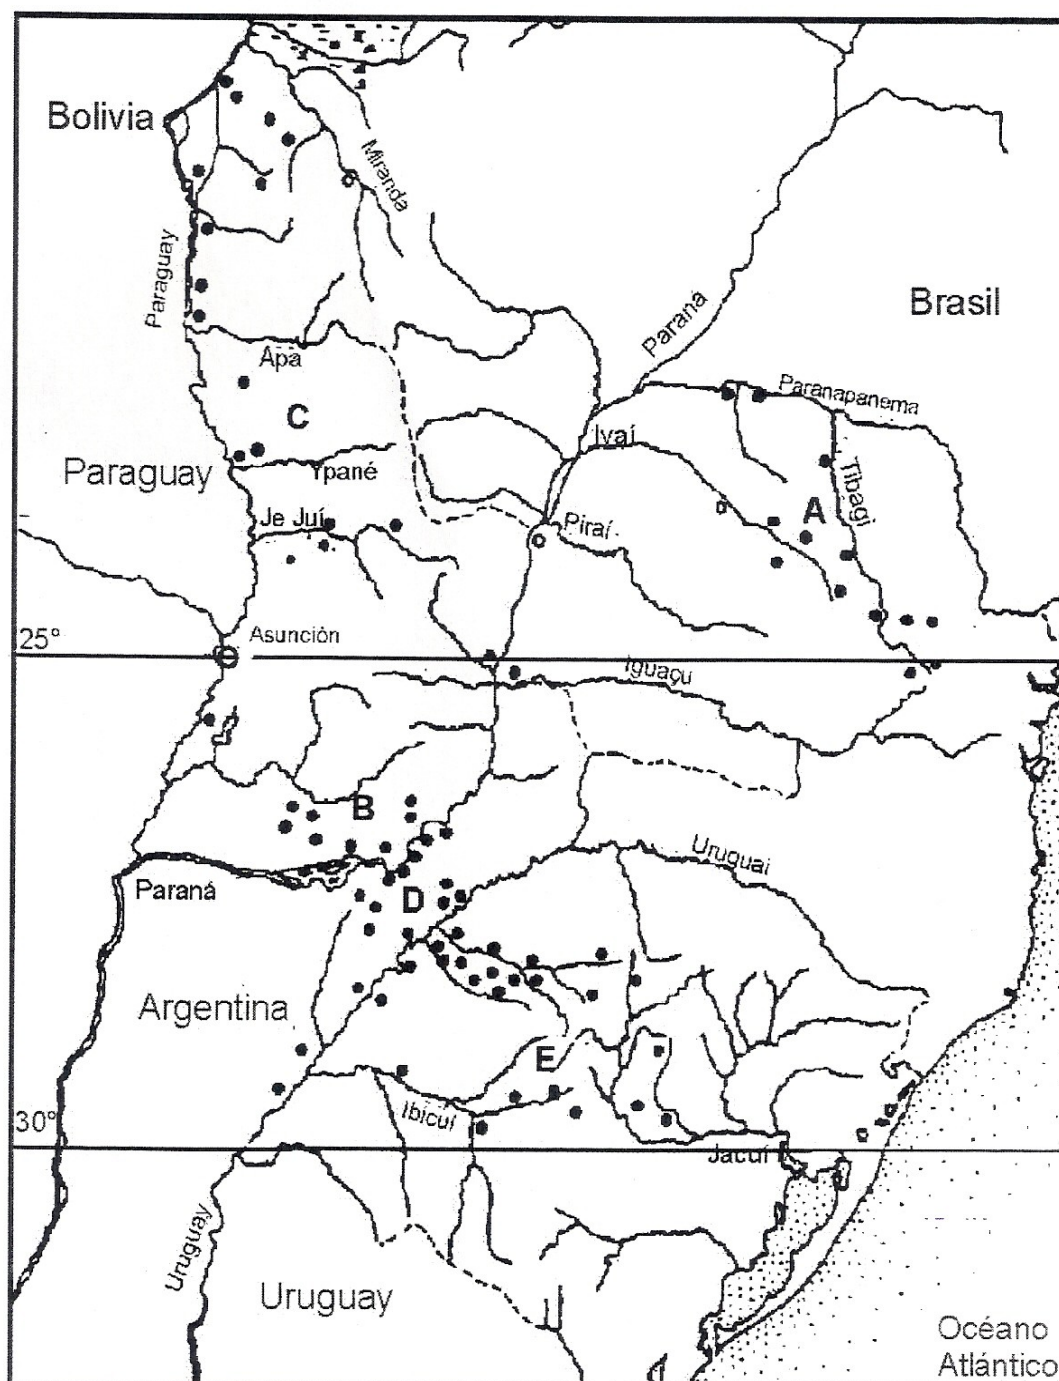 Bolivia
Miranda
Paraguay
Brasil
Paraná
Apa
Paranapanema
C
Ivaí
Paraguay
Ypané
Tibagi
A
Je Juí
Piraí
Asunción
25°
Iguaçu
B
Uruguai
Paraná
D
Argentina
E
Ibicuí
30°
Jacuí
Uruguay
Uruguay
Océano
Atlántico